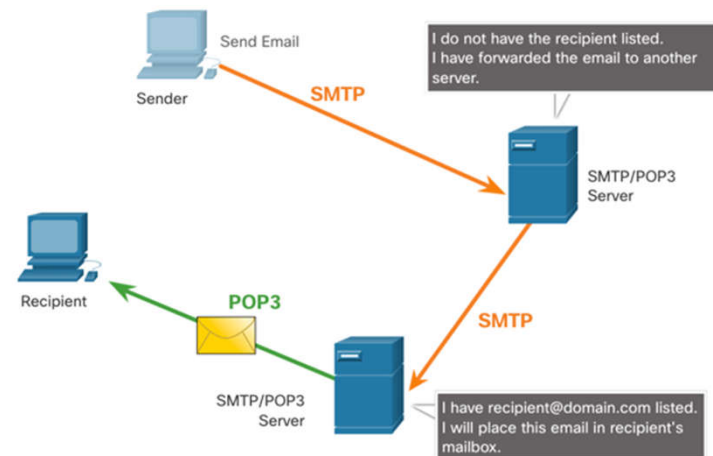 Send Email
Sender
SMTP
I do not have the recipient listed.
I have forwarded the email to another
server.
SMTP/POP3
Server
Recipient
POP3
SMTP
SMTP/POP3
Server
I have recipient@domain.com listed.
I will place this email in recipient's
mailbox.